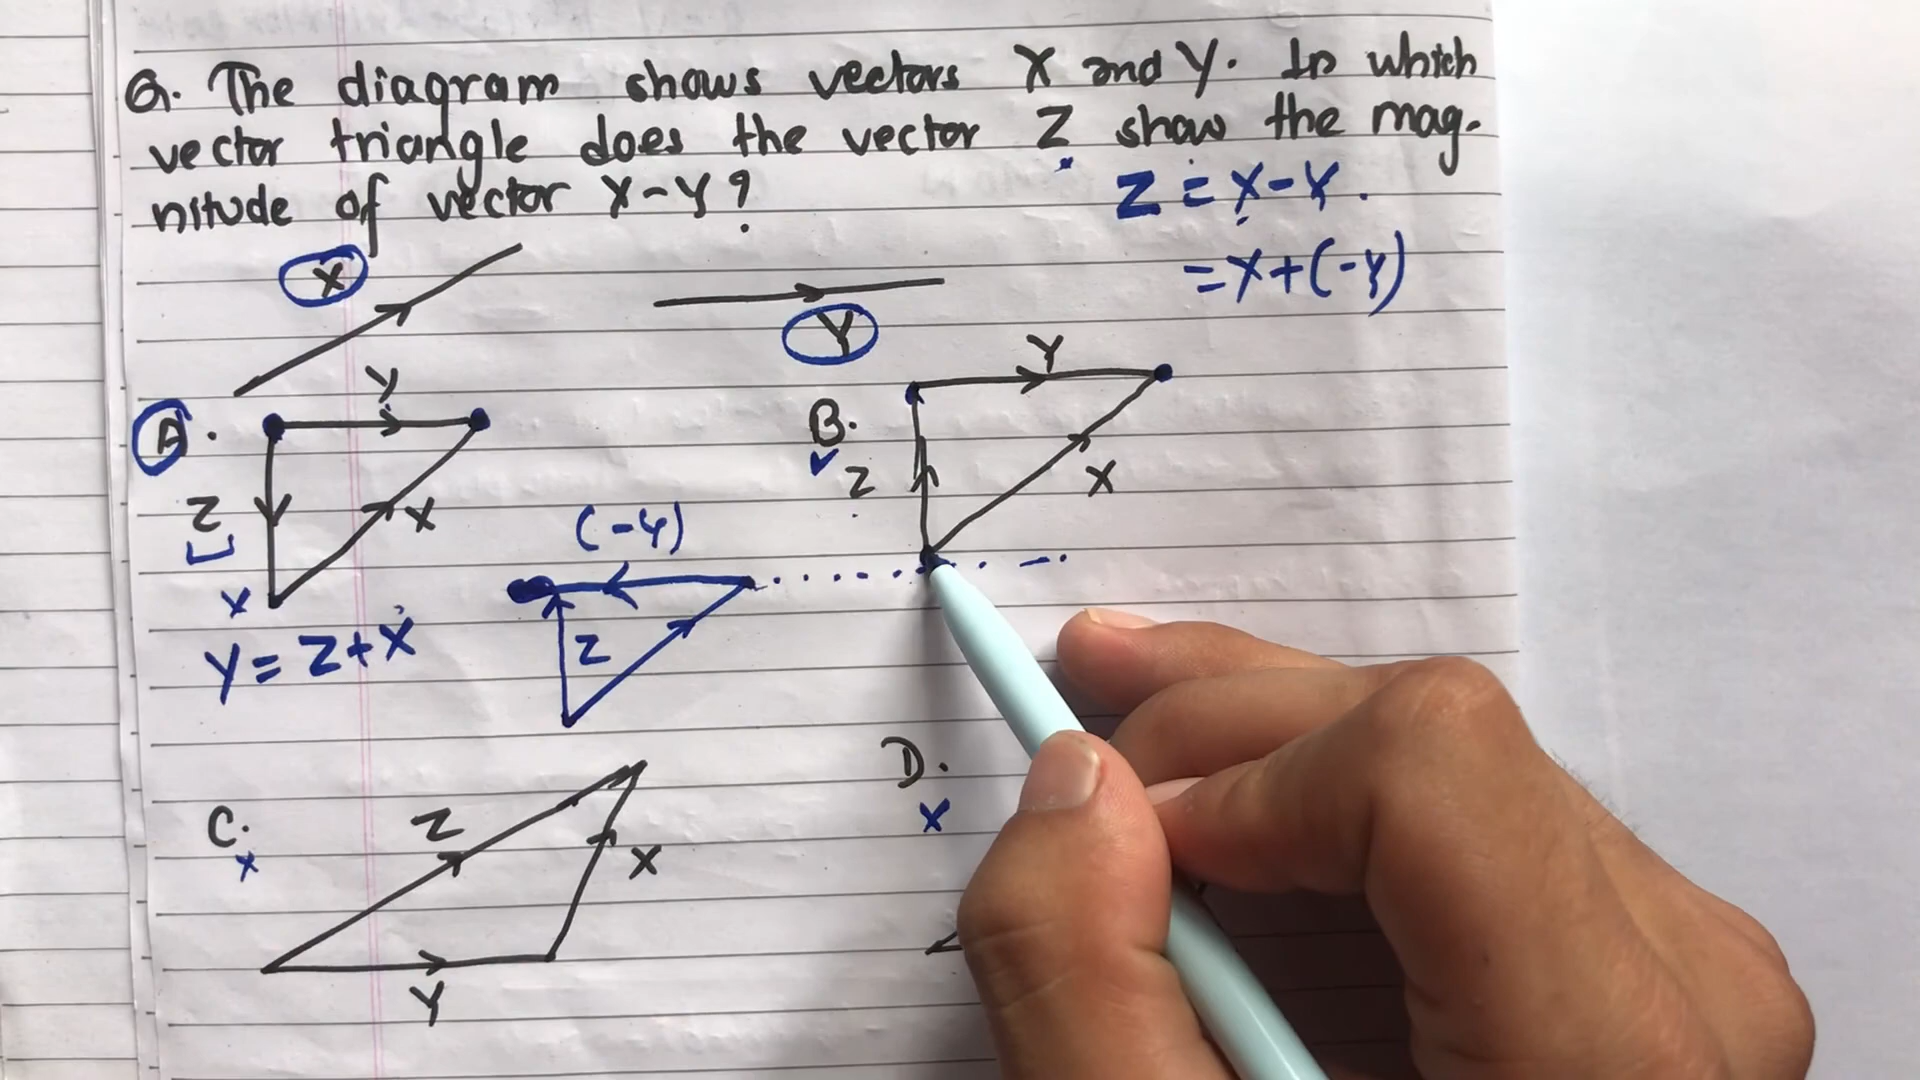 Q. The diagram shows vectors X and Y. In which
vector triangle does the vector Z show the mag-
nitude of vector X-Y?
Z = X-Y.
= X+(-Y)
X
Y
A.
Y
Z
X
x
Y = Z+X
(-Y)
Z
B.
✓
Y
Z
X
C.
x
Z
X
Y
D.
x